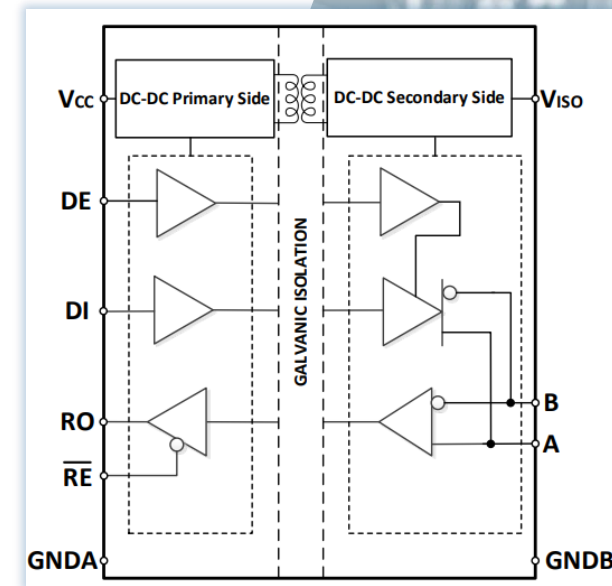 VCC
DC-DC Primary Side
DC-DC Secondary Side
VISO
DE
DI
GALVANIC ISOLATION
RO
B
A
RE
GNDA
GNDB